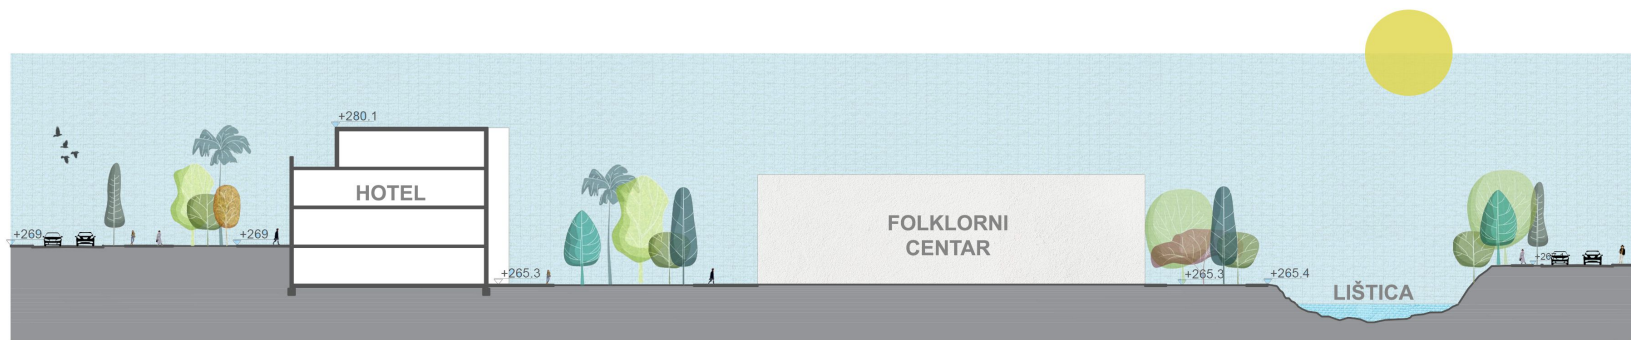 +280.1
HOTEL
+269
+269
FOLKLORNI
CENTAR
+265.3
+265.3
+265.4
LIŠTICA